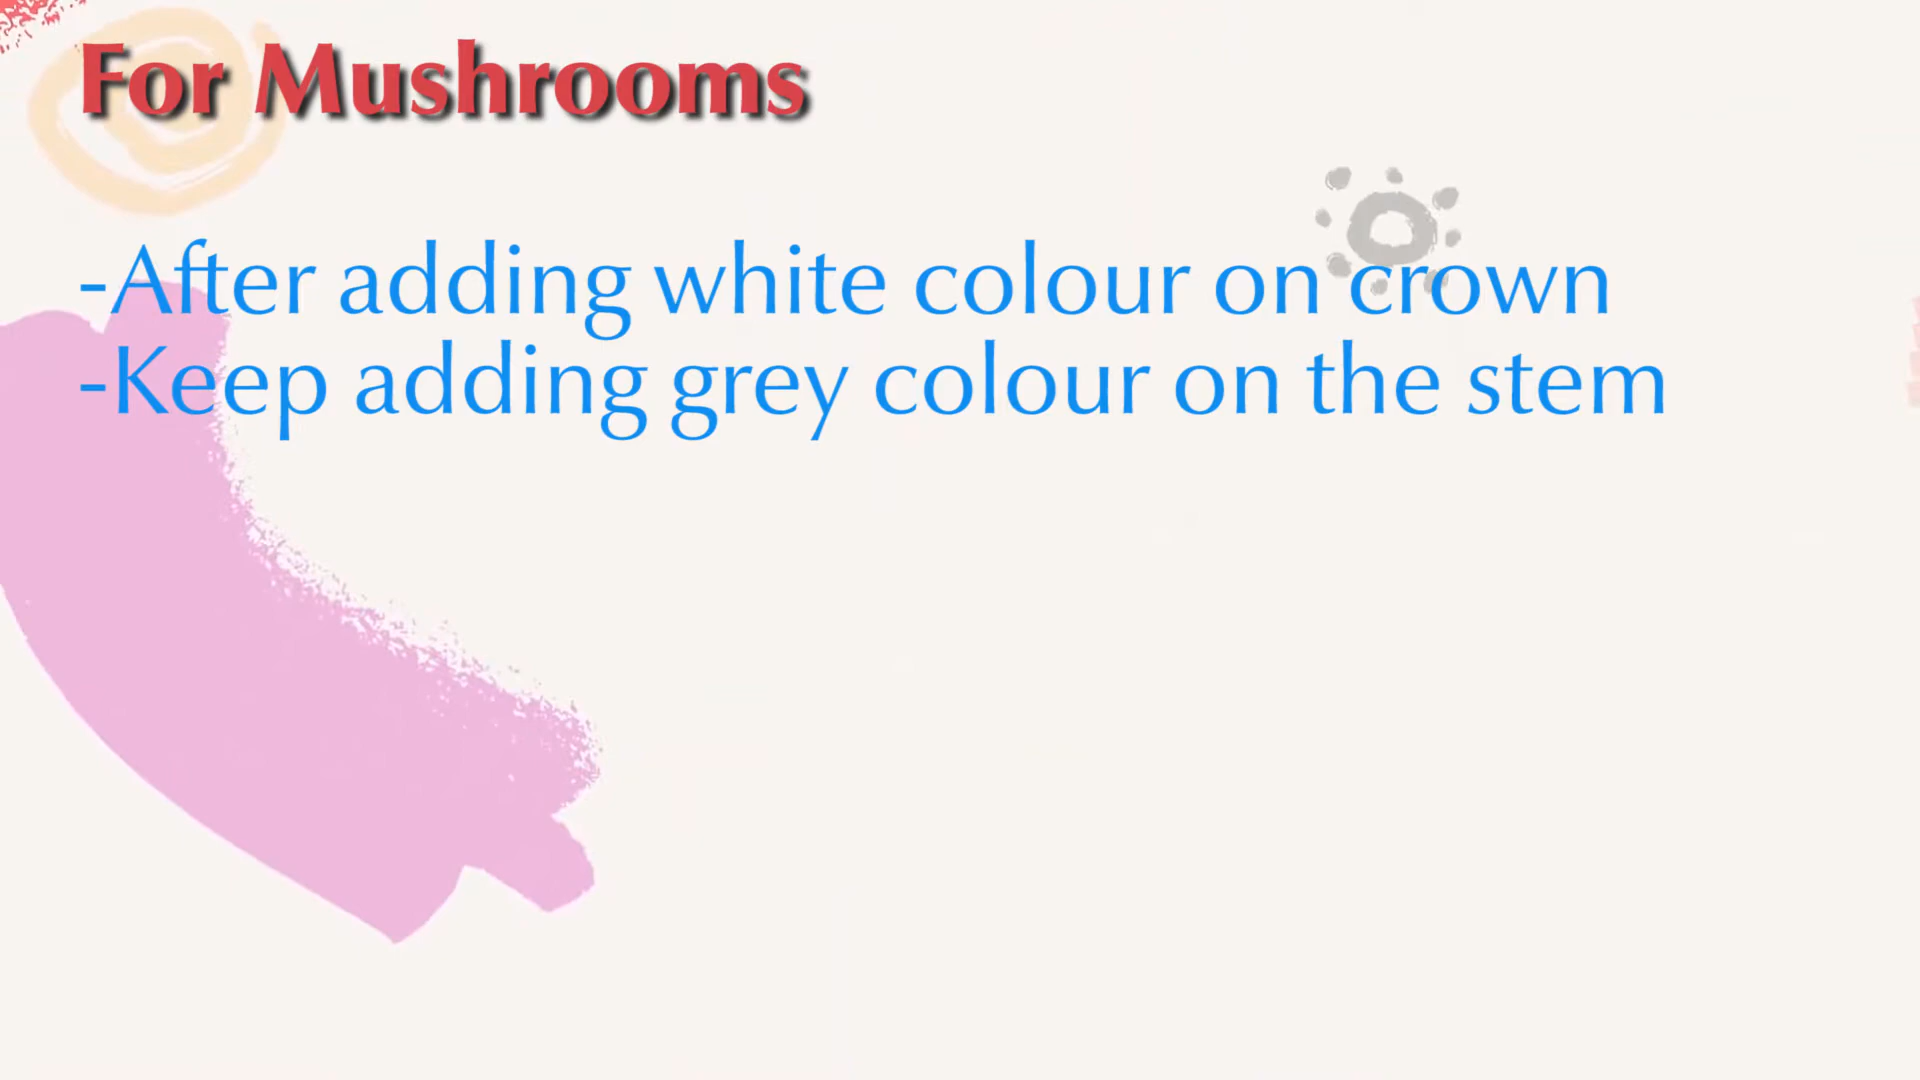 For Mushrooms
-After adding white colour on crown
-Keep adding grey colour on the stem